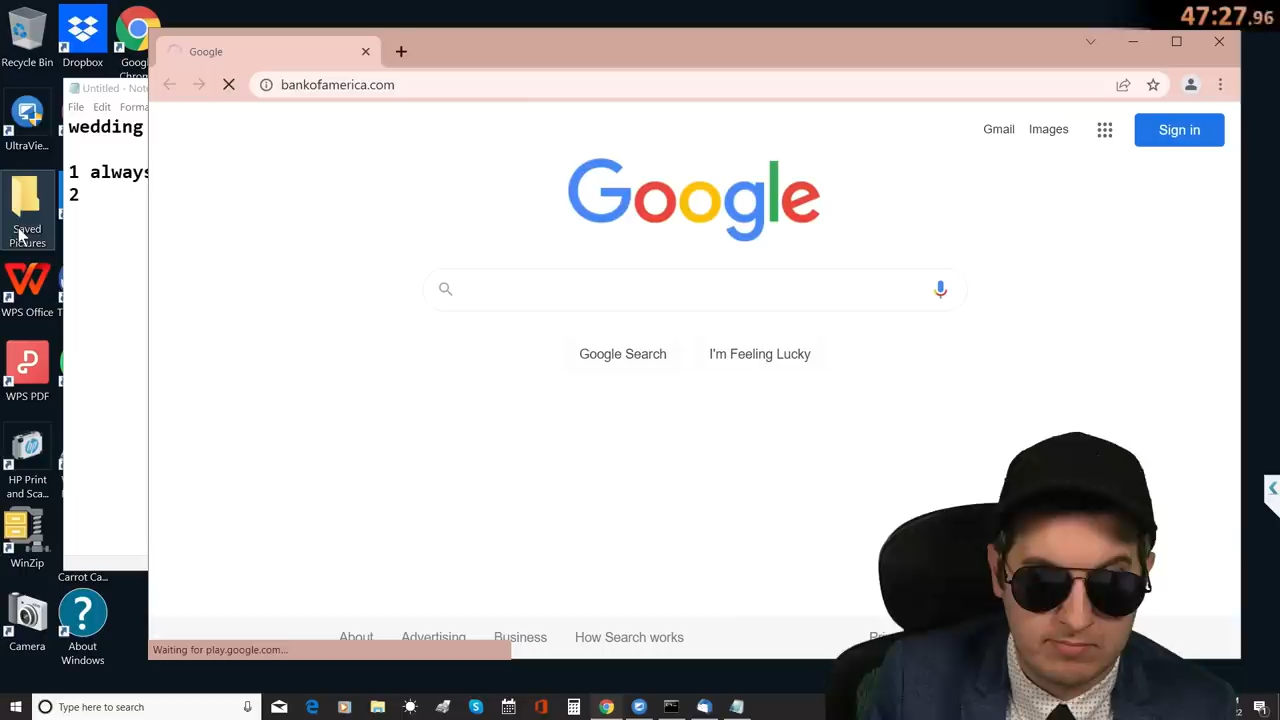 47:27.96
Recycle Bin
Dropbox
Google
Chrome
Google
bankofamerica.com
Untitled - Note
File Edit Forma
wedding
1 always
2
Gmail Images Sign in
Google
Google Search I'm Feeling Lucky
UltraVie...
Saved
Pictures
WPS Office
WPS PDF
HP Print
and Sca...
WinZip
Carrot Ca...
Camera
?
About
Windows
About Advertising Business How Search works
Waiting for play.google.com...
Type here to search